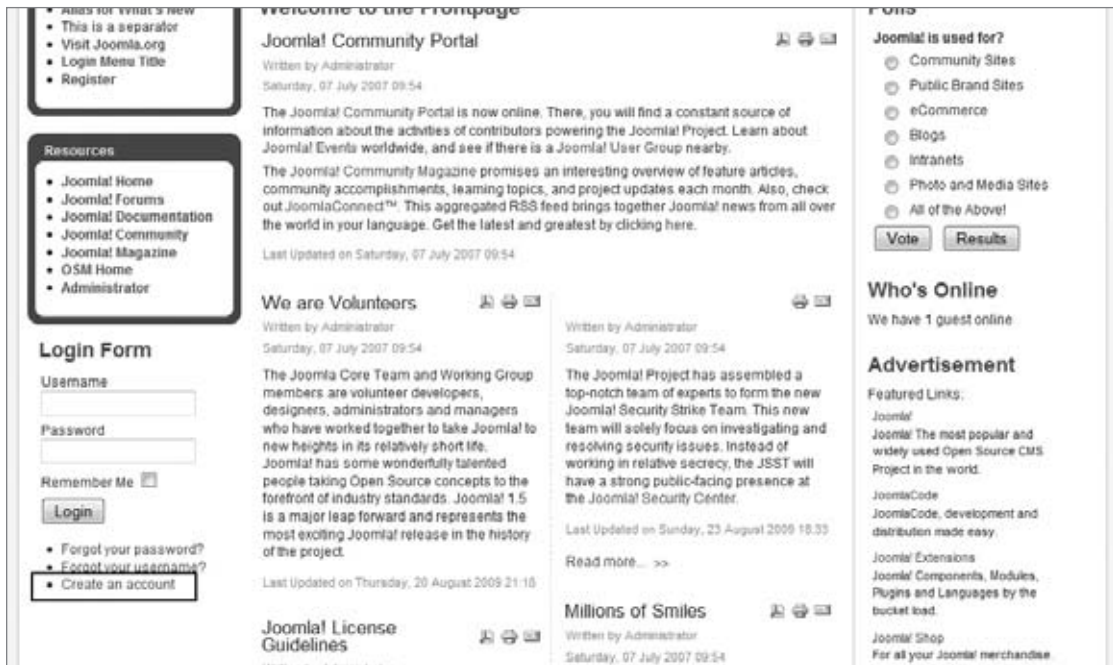 Alias for What's New
This is a separator
Visit Joomla.org
Login Menu Title
Register
Resources
Joomla! Home
Joomla! Forums
Joomla! Documentation
Joomla! Community
Joomla! Magazine
OSM Home
Administrator
Login Form
Username
Password
Remember Me
Login
Forgot your password?
Forgot your username?
Create an account
Welcome to the Frontpage
Joomla! Community Portal
Written by Administrator
Saturday, 07 July 2007 09:54
The Joomla! Community Portal is now online. There, you will find a constant source of
information about the activities of contributors powering the Joomla! Project. Learn about
Joomla! Events worldwide, and see if there is a Joomla! User Group nearby.
The Joomla! Community Magazine promises an interesting overview of feature articles,
community accomplishments, learning topics, and project updates each month. Also, check
out JoomlaConnect™. This aggregated RSS feed brings together Joomla! news from all over
the world in your language. Get the latest and greatest by clicking here.
Last Updated on Saturday, 07 July 2007 09:54
We are Volunteers
Written by Administrator
Saturday, 07 July 2007 09:54
The Joomla Core Team and Working Group
members are volunteer developers,
designers, administrators and managers
who have worked together to take Joomla! to
new heights in its relatively short life.
Joomla! has some wonderfully talented
people taking Open Source concepts to the
forefront of industry standards. Joomla! 1.5
is a major leap forward and represents the
most exciting Joomla! release in the history
of the project.
Last Updated on Thursday, 20 August 2009 21:18
Joomla! License
Guidelines
Written by Administrator
Saturday, 07 July 2007 09:54
The Joomla! Project has assembled a
top-notch team of experts to form the new
Joomla! Security Strike Team. This new
team will solely focus on investigating and
resolving security issues. Instead of
working in relative secrecy, the JSST will
have a strong public-facing presence at
the Joomla! Security Center.
Last Updated on Sunday, 23 August 2009 18:33
Read more... >>
Millions of Smiles
Written by Administrator
Saturday, 07 July 2007 09:54
Polls
Joomla! is used for?
Community Sites
Public Brand Sites
eCommerce
Blogs
Intranets
Photo and Media Sites
All of the Above!
Vote Results
Who's Online
We have 1 guest online
Advertisement
Featured Links:
Joomla!
Joomla! The most popular and
widely used Open Source CMS
Project in the world.
JoomlaCode
JoomlaCode, development and
distribution made easy.
Joomla! Extensions
Joomla! Components, Modules,
Plugins and Languages by the
bucket load.
Joomla! Shop
For all your Joomla! merchandise.